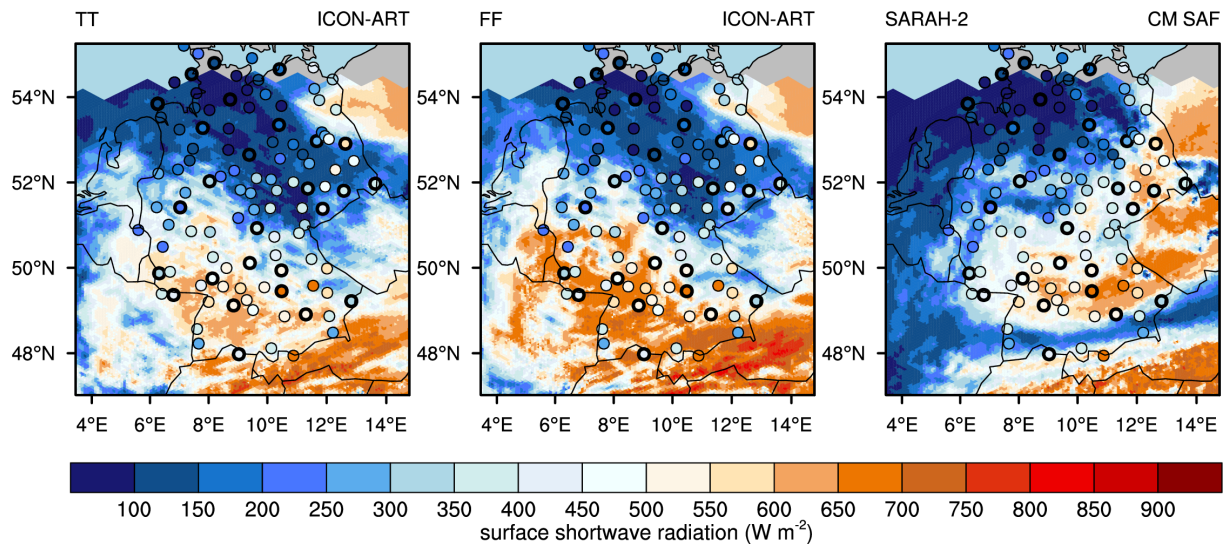 TT ICON-ART FF ICON-ART SARAH-2 CM SAF
54°N 54°N 54°N
52°N 52°N 52°N
50°N 50°N 50°N
48°N 48°N 48°N
4°E 6°E 8°E 10°E 12°E 14°E 4°E 6°E 8°E 10°E 12°E 14°E 4°E 6°E 8°E 10°E 12°E 14°E
100 150 200 250 300 350 400 450 500 550 600 650 700 750 800 850 900
surface shortwave radiation (W m⁻²)